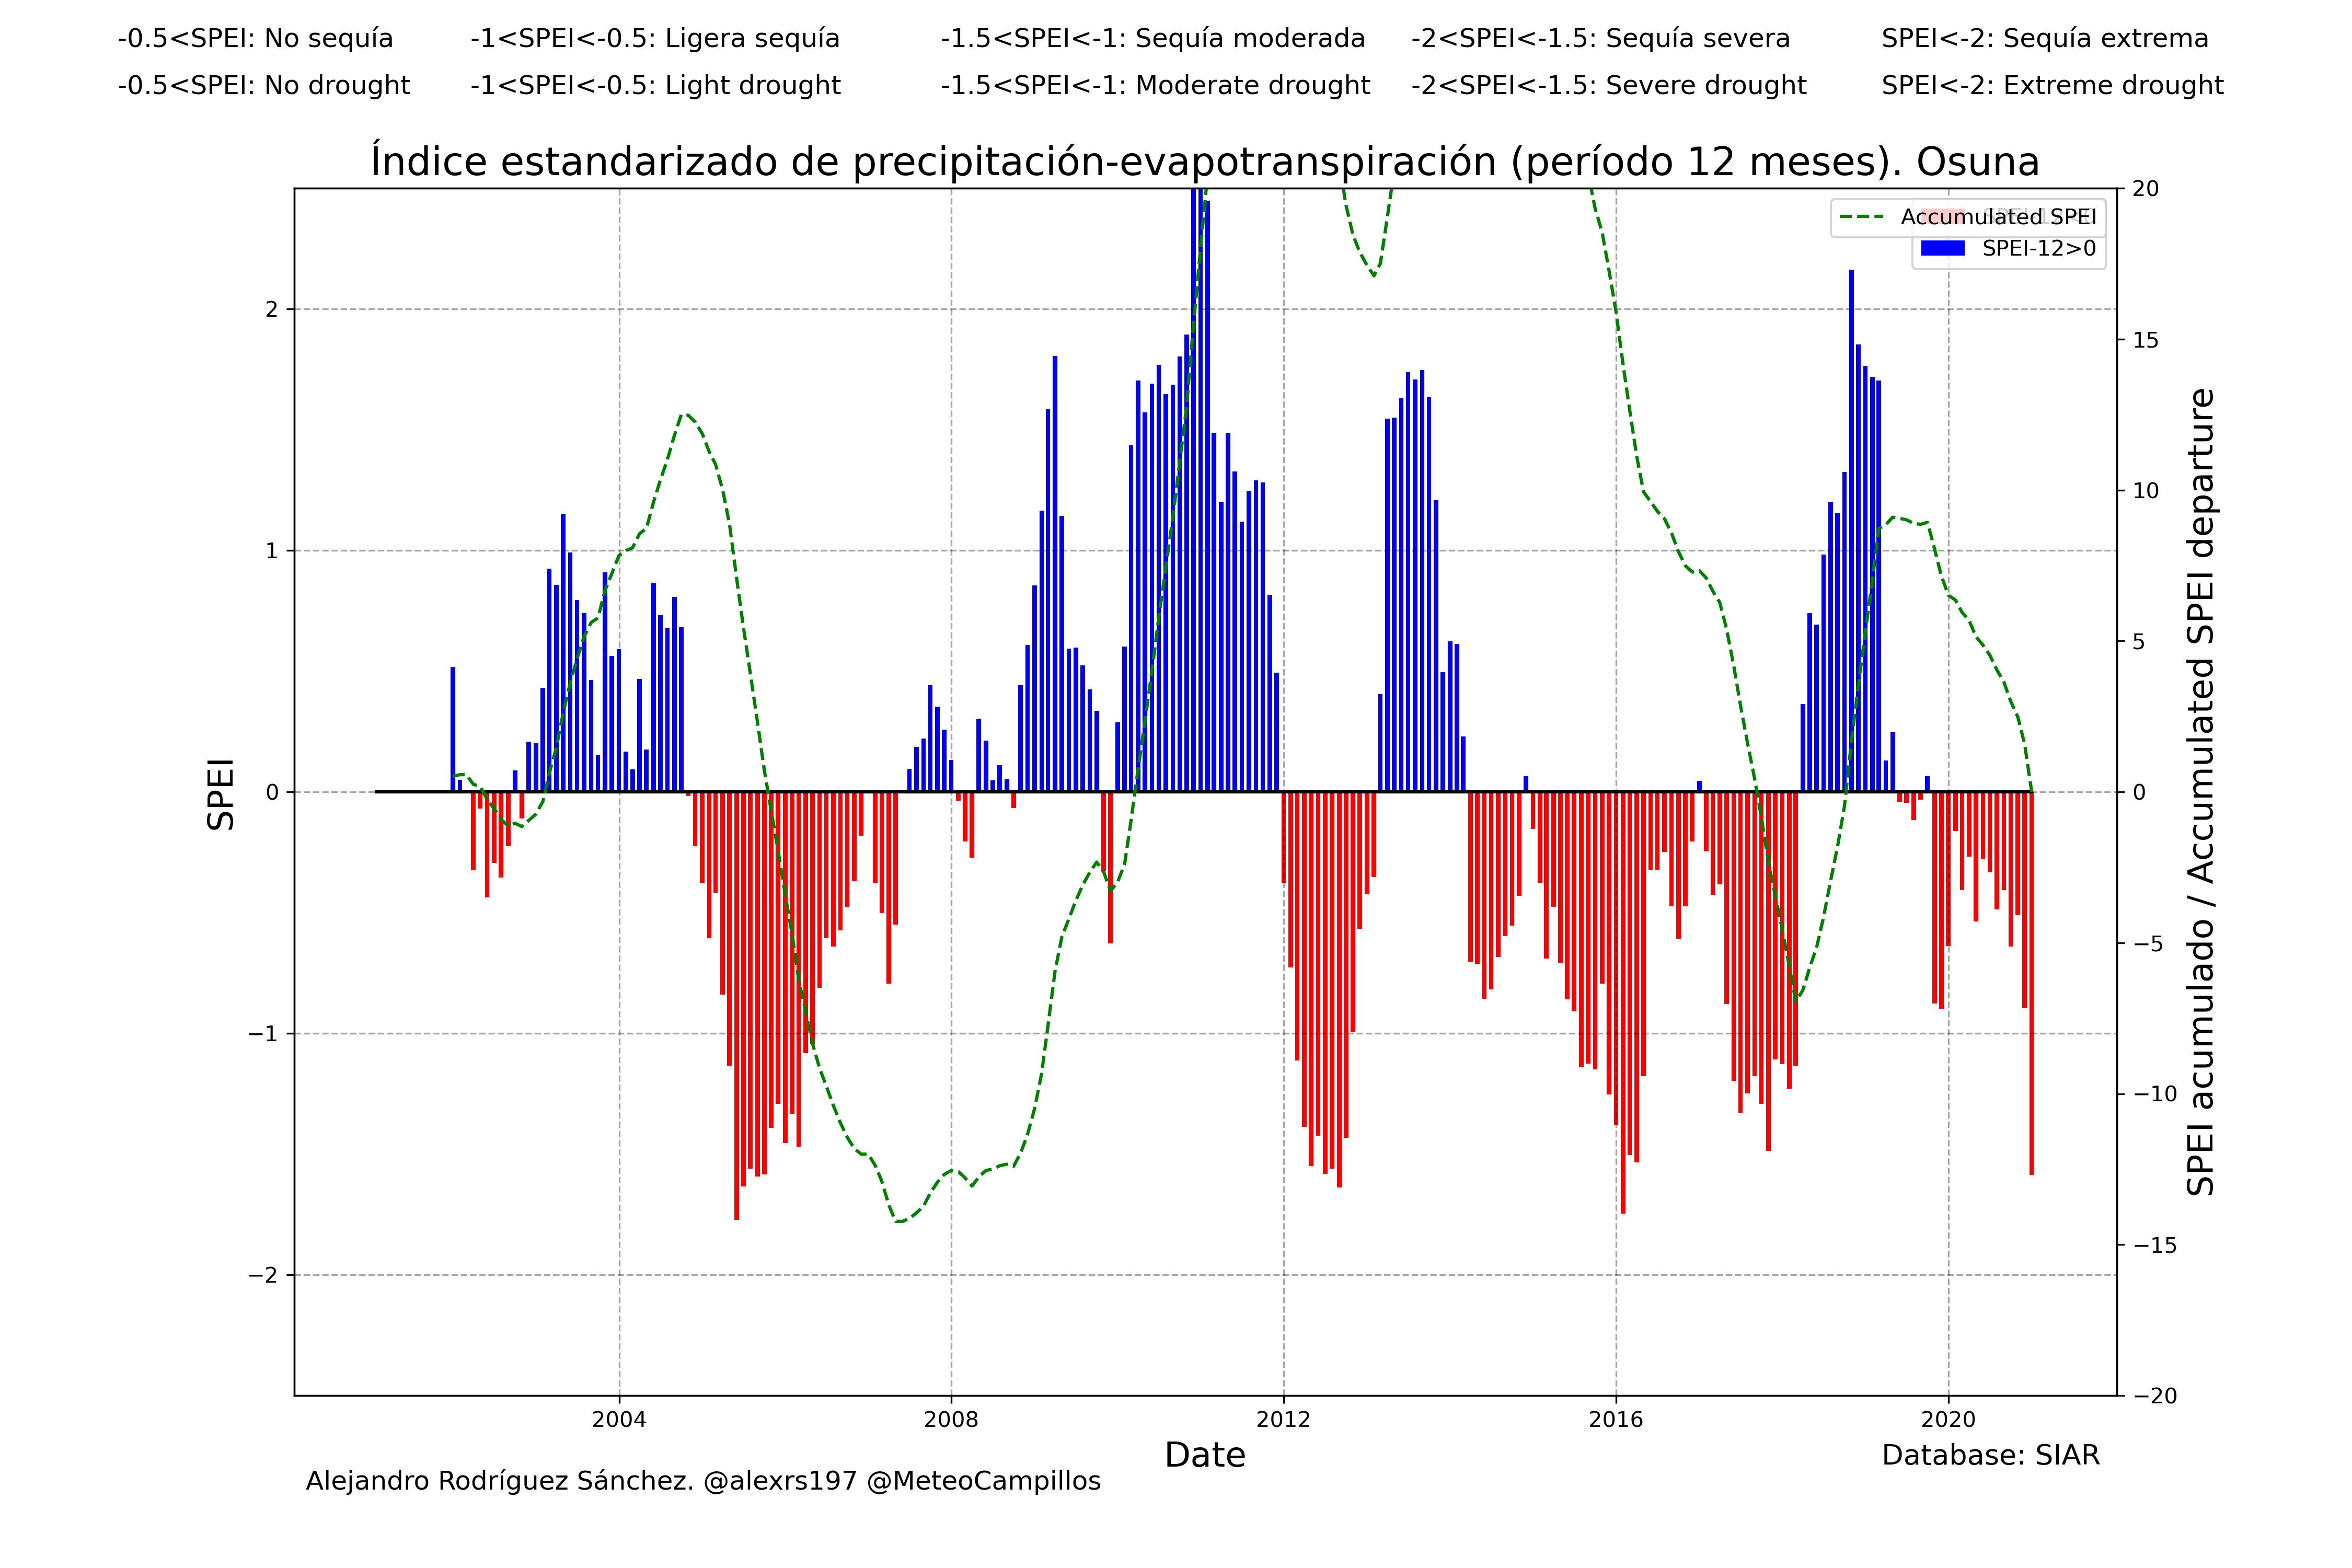 -0.5<SPEI: No sequía -1<SPEI<-0.5: Ligera sequía -1.5<SPEI<-1: Sequía moderada -2<SPEI<-1.5: Sequía severa SPEI<-2: Sequía extrema
-0.5<SPEI: No drought -1<SPEI<-0.5: Light drought -1.5<SPEI<-1: Moderate drought -2<SPEI<-1.5: Severe drought SPEI<-2: Extreme drought
Índice estandarizado de precipitación-evapotranspiración (período 12 meses). Osuna
Accumulated SPEI
SPEI-12>0
SPEI
2
1
0
−1
−2
20
15
10
5
0
−5
−10
−15
−20
SPEI acumulado / Accumulated SPEI departure
2004 2008 2012 2016 2020
Date
Database: SIAR
Alejandro Rodríguez Sánchez. @alexrs197 @MeteoCampillos